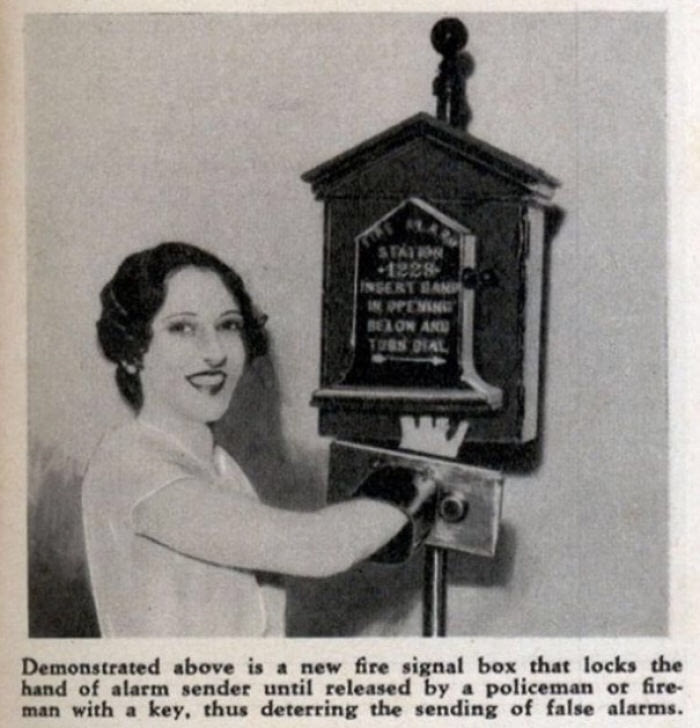 FIRE ALARM
STATION
·1228·
INSERT HAND
IN OPENING
BELOW AND
TURN DIAL
Demonstrated above is a new fire signal box that locks the
hand of alarm sender until released by a policeman or fire-
man with a key, thus deterring the sending of false alarms.